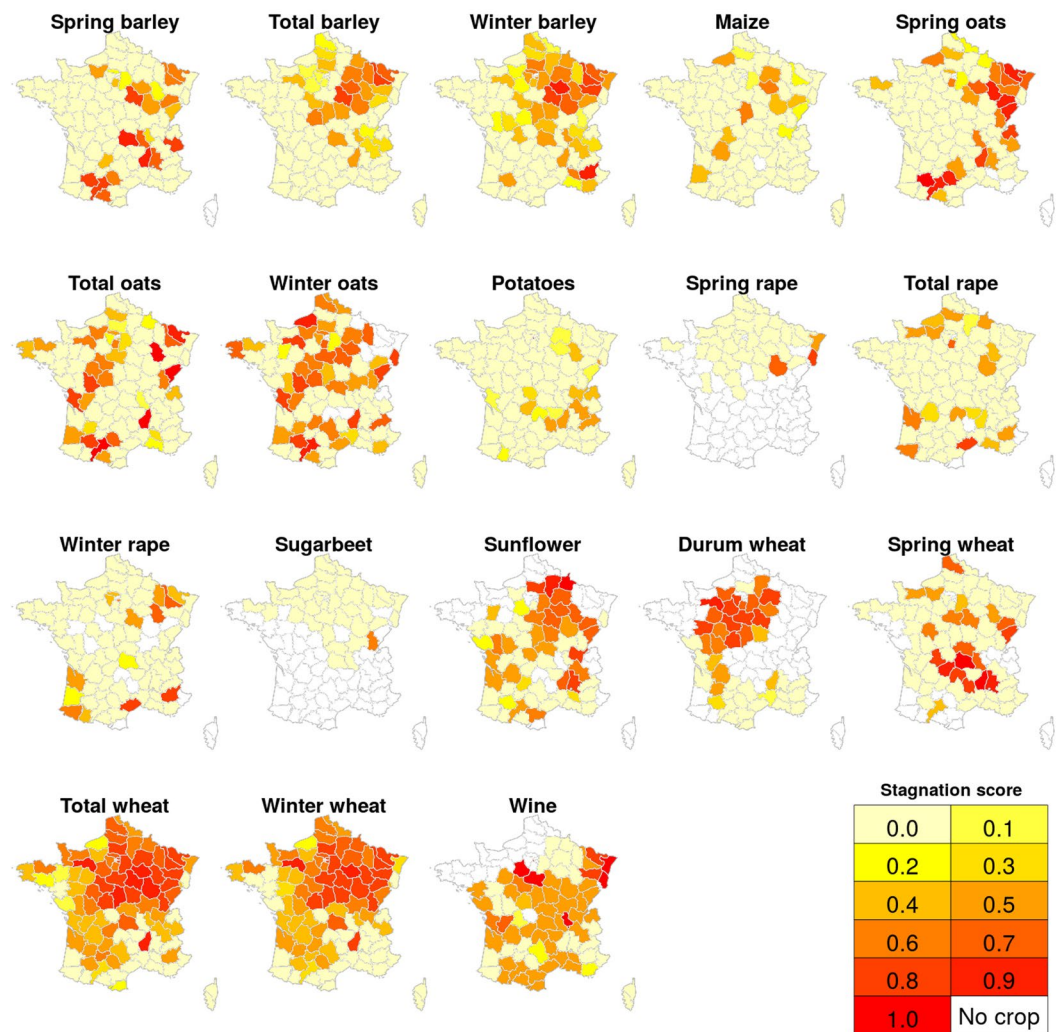 Spring barley Total barley Winter barley Maize Spring oats
Total oats Winter oats Potatoes Spring rape Total rape
Winter rape Sugarbeet Sunflower Durum wheat Spring wheat
Total wheat Winter wheat Wine
Stagnation score
0.0 0.1
0.2 0.3
0.4 0.5
0.6 0.7
0.8 0.9
1.0 No crop